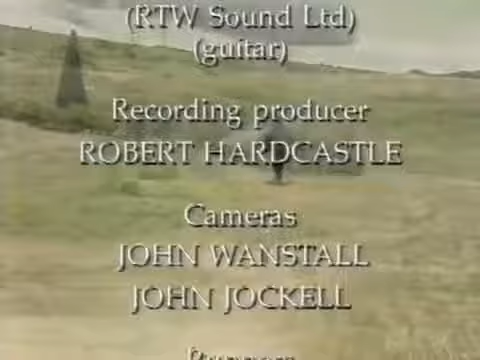 (RTW Sound Ltd)
(guitar)
Recording producer
ROBERT HARDCASTLE
Cameras
JOHN WANSTALL
JOHN JOCKELL